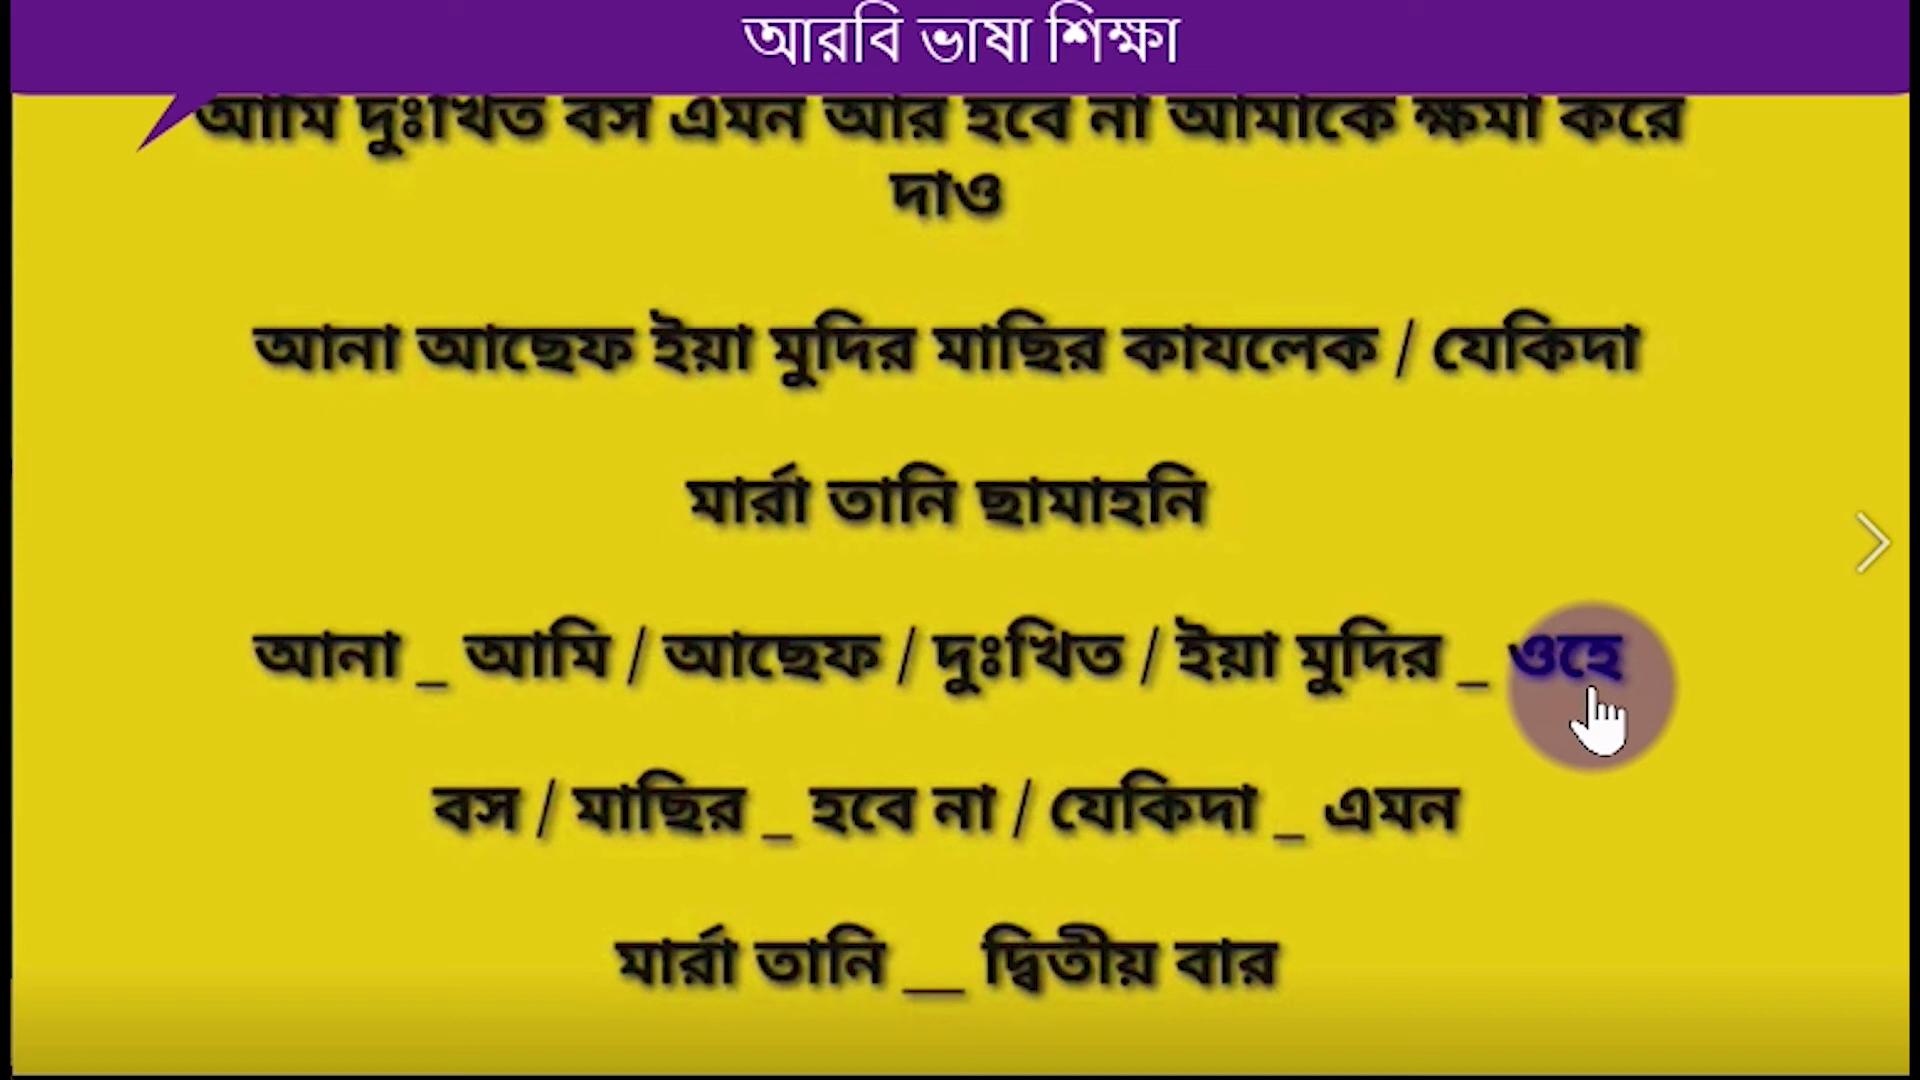 আরবি ভাষা শিক্ষা
আমি দুঃখিত বস এমন আর হবে না আমাকে ক্ষমা করে
দাও
আনা আছেফ ইয়া মুদির মাছির কাযলেক / যেকিদা
মার্রা তানি ছামাহনি
আনা _ আমি / আছেফ / দুঃখিত / ইয়া মুদির _ ওহে
বস / মাছির _ হবে না / যেকিদা _ এমন
মার্রা তানি __ দ্বিতীয় বার